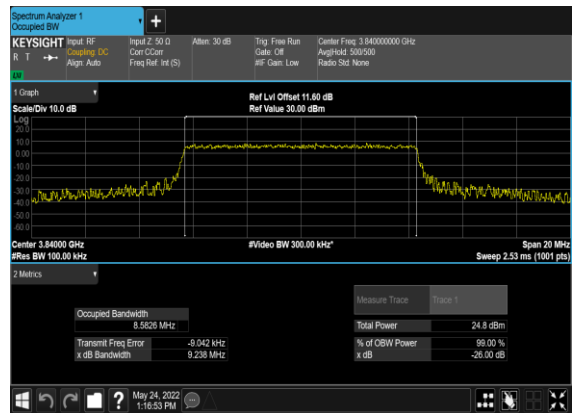 Spectrum Analyzer 1
Occupied BW
+
KEYSIGHT Input: RF Input Z: 50 Ω Atten: 30 dB Trig: Free Run Center Freq: 3.840000000 GHz
R T Coupling: DC Corr CCorr Gate: Off Avg|Hold: 500/500
Align: Auto Freq Ref: Int (S) #IF Gain: Low Radio Std: None
1 Graph
Ref Lvl Offset 11.60 dB
Scale/Div 10.0 dB Ref Value 30.00 dBm
Log
20.0
10.0
0.00
-10.0
-20.0
-30.0
-40.0
-50.0
-60.0
Center 3.84000 GHz #Video BW 300.00 kHz* Span 20 MHz
#Res BW 100.00 kHz Sweep 2.53 ms (1001 pts)
2 Metrics
Measure Trace Trace 1
Occupied Bandwidth
8.5826 MHz Total Power 24.8 dBm
Transmit Freq Error -9.042 kHz % of OBW Power 99.00 %
x dB Bandwidth 9.238 MHz x dB -26.00 dB
? May 24, 2022
1:16:53 PM